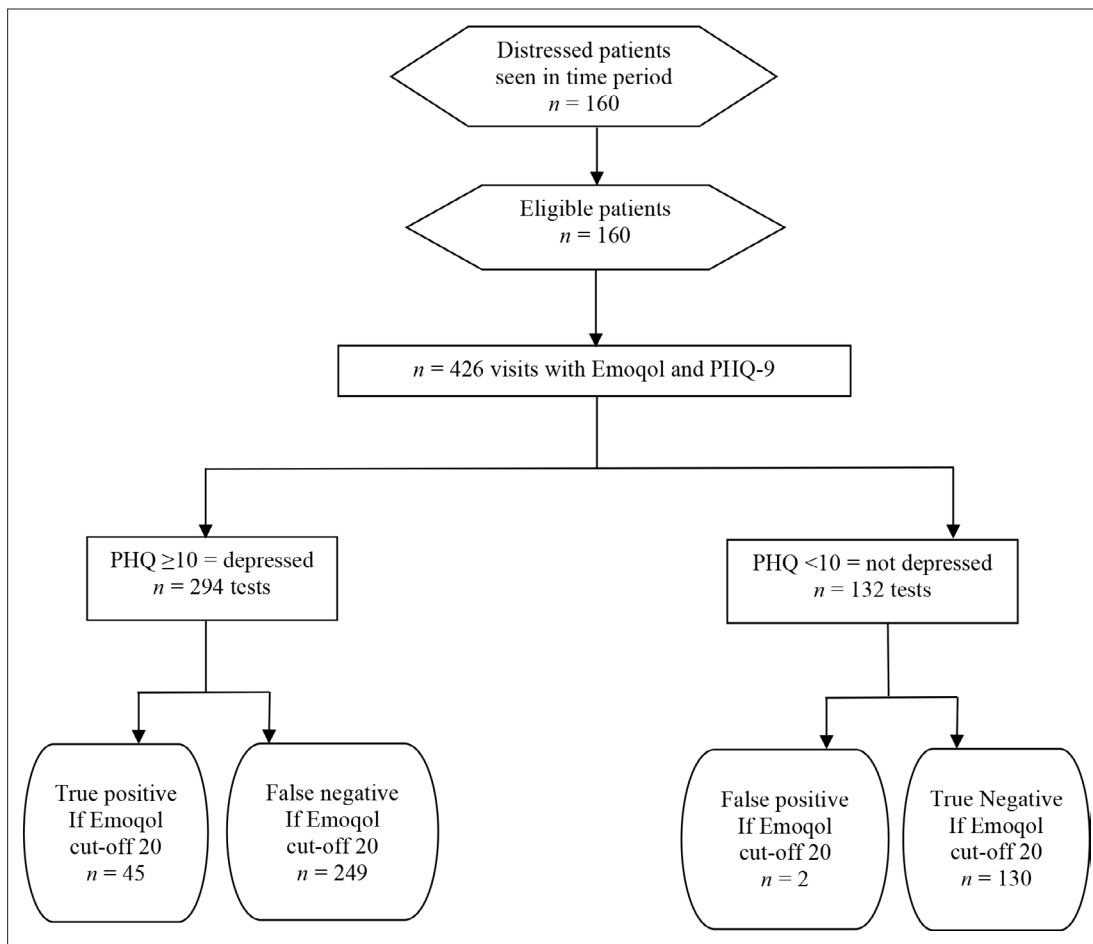 Distressed patients
seen in time period
n = 160
Eligible patients
n = 160
n = 426 visits with Emoqol and PHQ-9
PHQ ≥10 = depressed
n = 294 tests
PHQ <10 = not depressed
n = 132 tests
True positive
If Emoqol
cut-off 20
n = 45
False negative
If Emoqol
cut-off 20
n = 249
False positive
If Emoqol
cut-off 20
n = 2
True Negative
If Emoqol
cut-off 20
n = 130